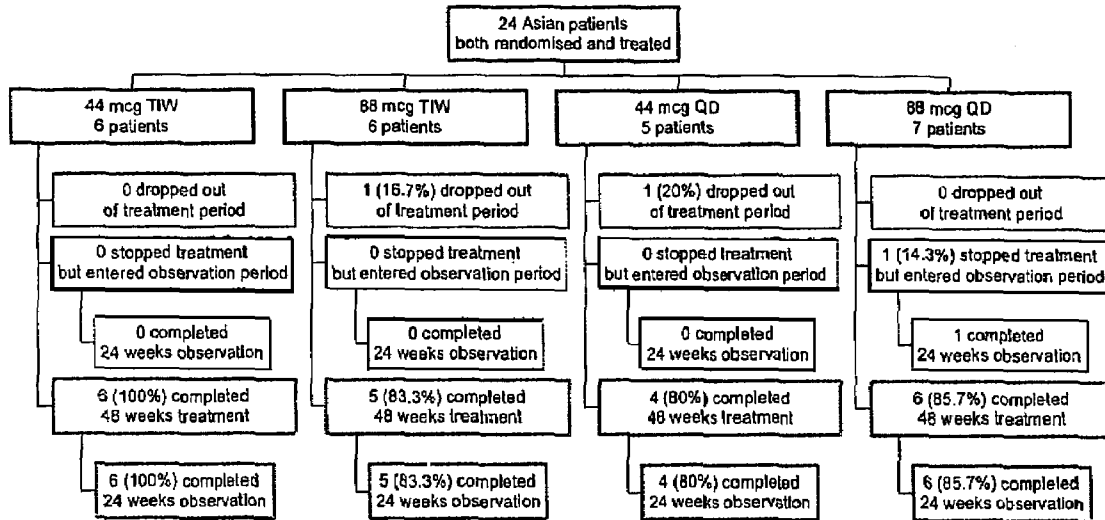 24 Asian patients
both randomised and treated
44 mcg TIW
6 patients
88 mcg TIW
6 patients
44 mcg QD
5 patients
88 mcg QD
7 patients
0 dropped out
of treatment period
1 (16.7%) dropped out
of treatment period
1 (20%) dropped out
of treatment period
0 dropped out
of treatment period
0 stopped treatment
but entered observation period
0 stopped treatment
but entered observation period
0 stopped treatment
but entered observation period
1 (14.3%) stopped treatment
but entered observation period
0 completed
24 weeks observation
0 completed
24 weeks observation
0 completed
24 weeks observation
1 completed
24 weeks observation
6 (100%) completed
48 weeks treatment
5 (83.3%) completed
48 weeks treatment
4 (80%) completed
48 weeks treatment
6 (85.7%) completed
48 weeks treatment
6 (100%) completed
24 weeks observation
5 (83.3%) completed
24 weeks observation
4 (80%) completed
24 weeks observation
6 (85.7%) completed
24 weeks observation